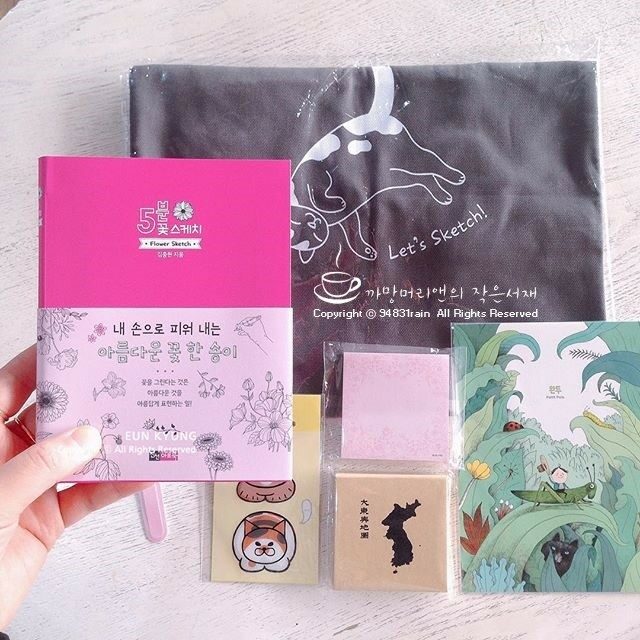 5분
꽃스케치
• Flower Sketch •
김충원 지음
내 손으로 피워 내는
아름다운 꽃 한 송이
꽃을 그린다는 것은
아름다운 것을
아름답게 표현하는 일!
EUN KYUNG
All Rights Reserved
Let's Sketch!
까망머리앤의 작은서재
Copyright ⓒ 94831rain All Rights Reserved
완두
Petit Pois
大東輿地圖